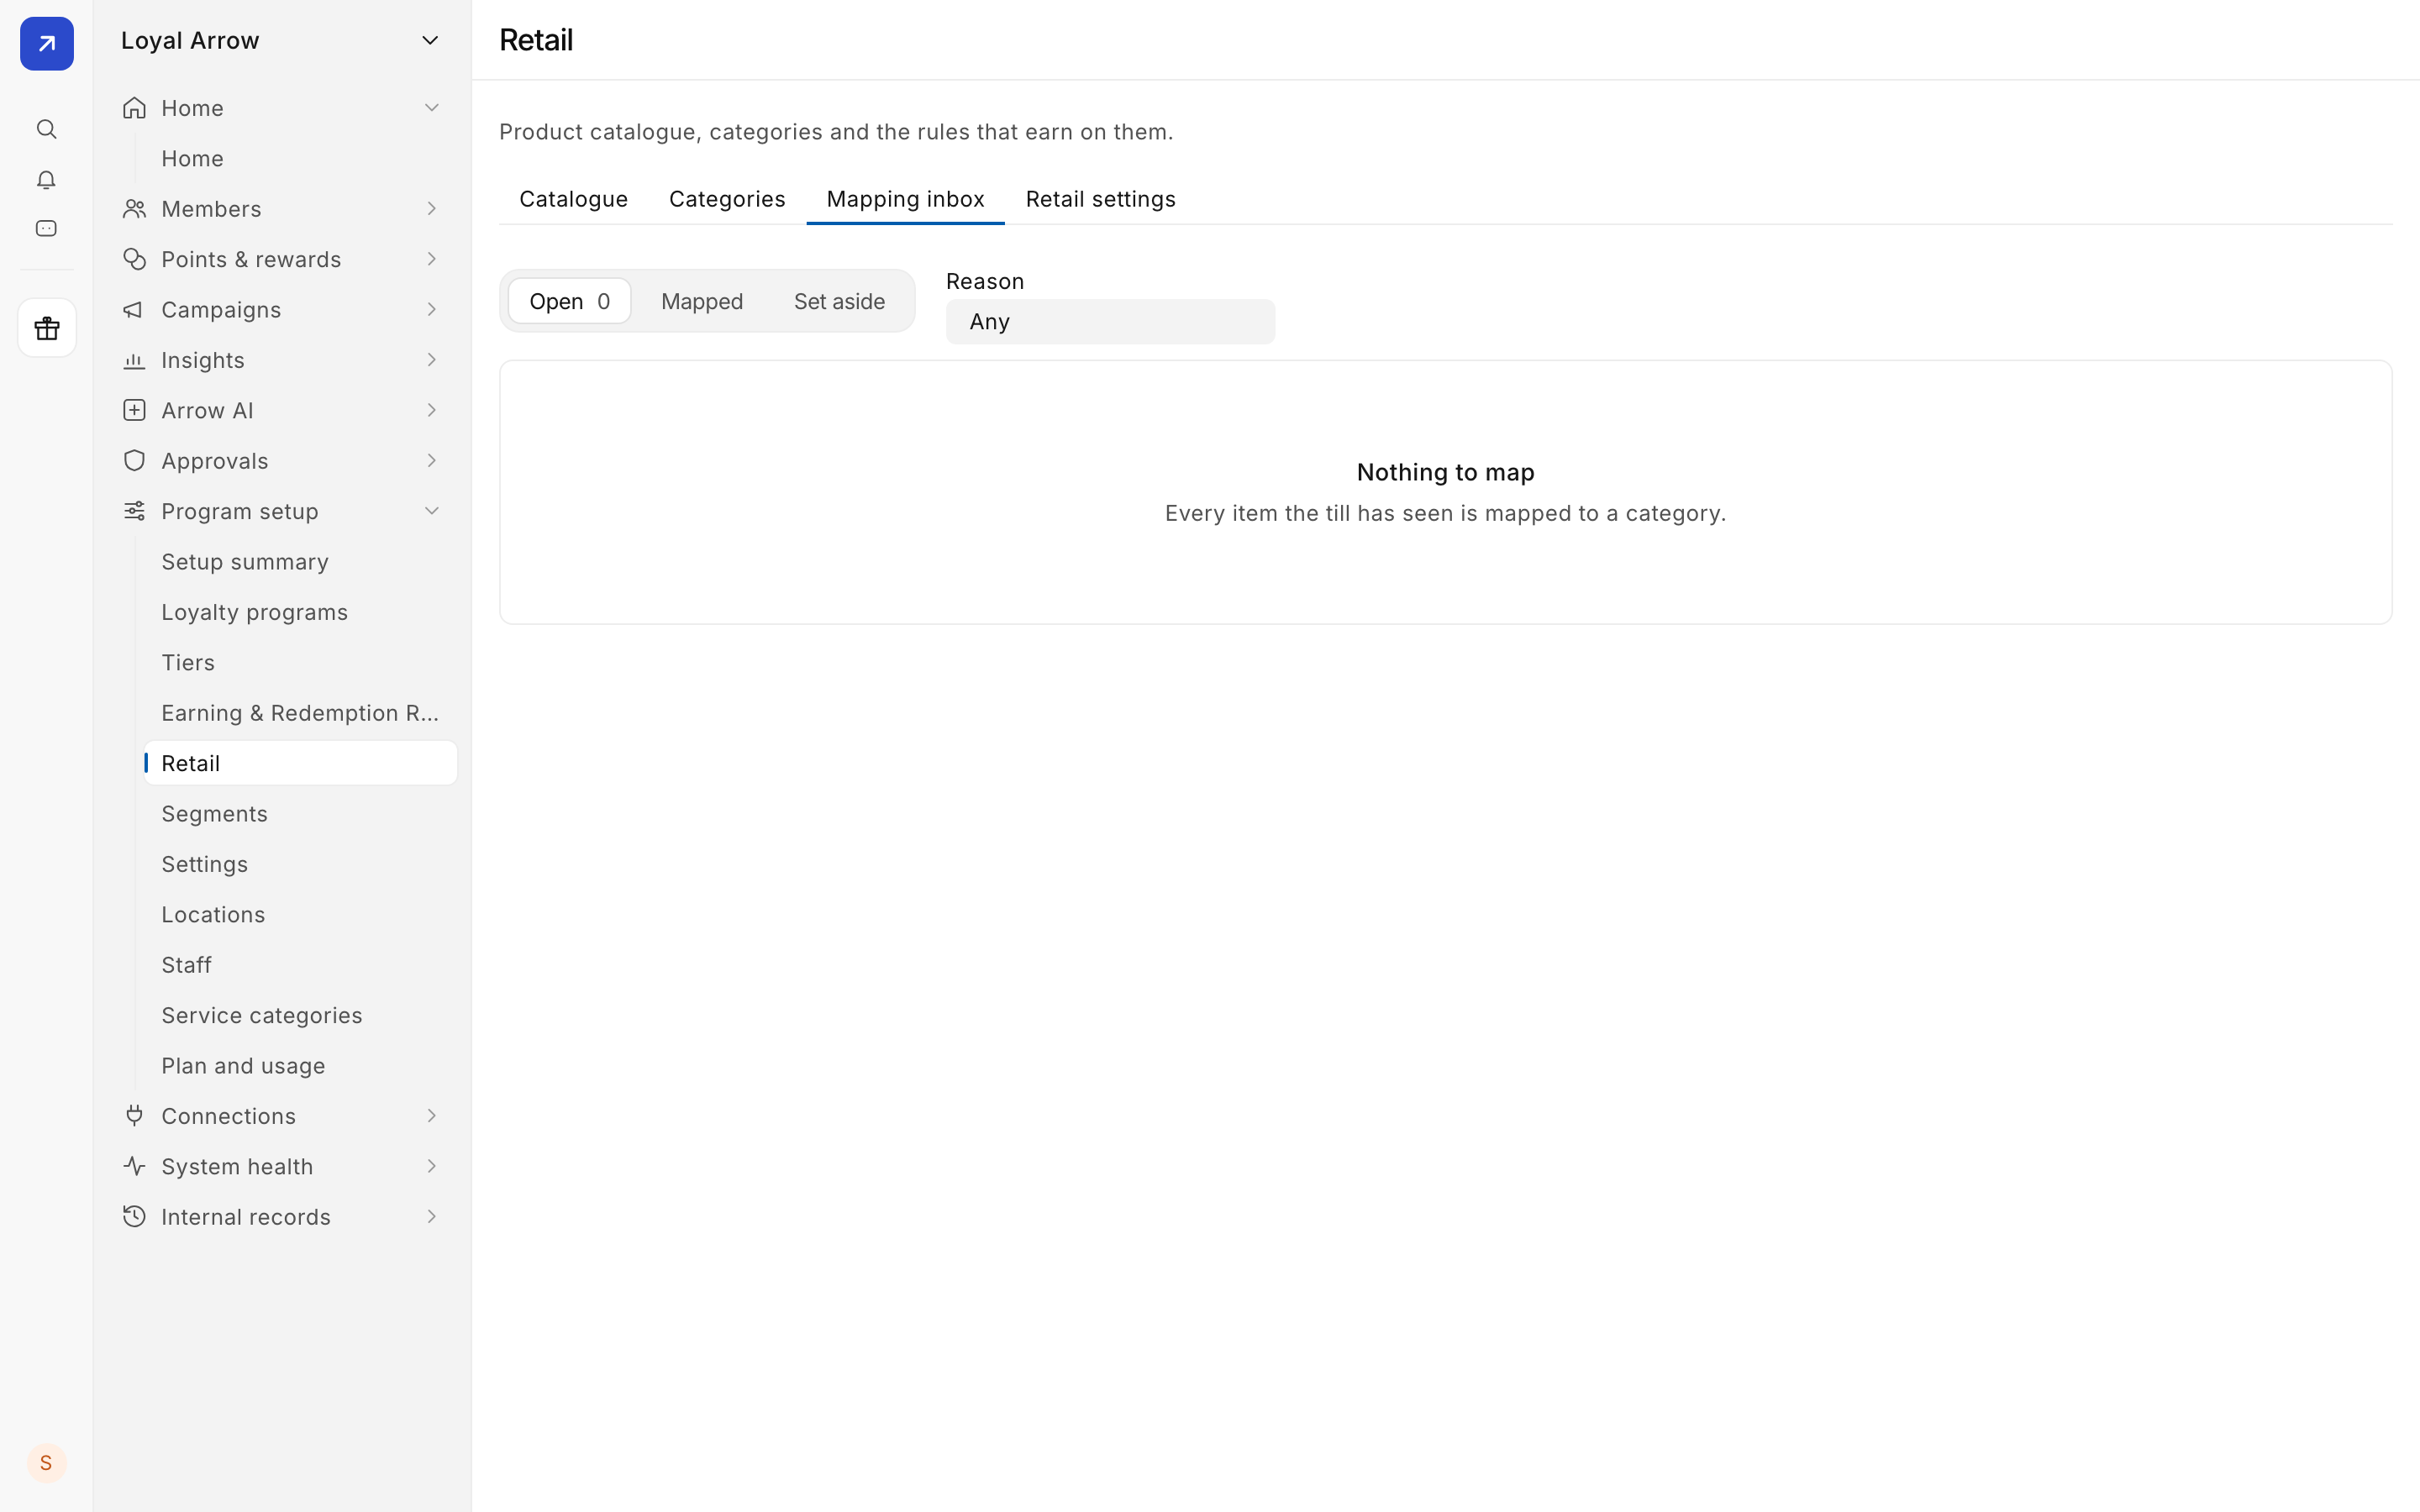 Loyal Arrow
Home
Home
Members
Points & rewards
Campaigns
Insights
Arrow AI
Approvals
Program setup
Setup summary
Loyalty programs
Tiers
Earning & Redemption R...
Retail
Segments
Settings
Locations
Staff
Service categories
Plan and usage
Connections
System health
Internal records
S
Retail
Product catalogue, categories and the rules that earn on them.
Catalogue Categories Mapping inbox Retail settings
Open 0 Mapped Set aside
Reason
Any
Nothing to map
Every item the till has seen is mapped to a category.